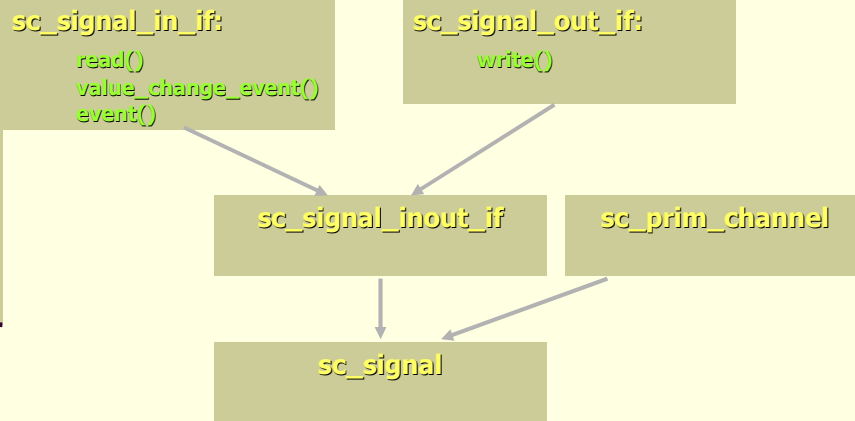 sc_signal_in_if:
read()
value_change_event()
event()
sc_signal_out_if:
write()
sc_signal_inout_if
sc_prim_channel
sc_signal